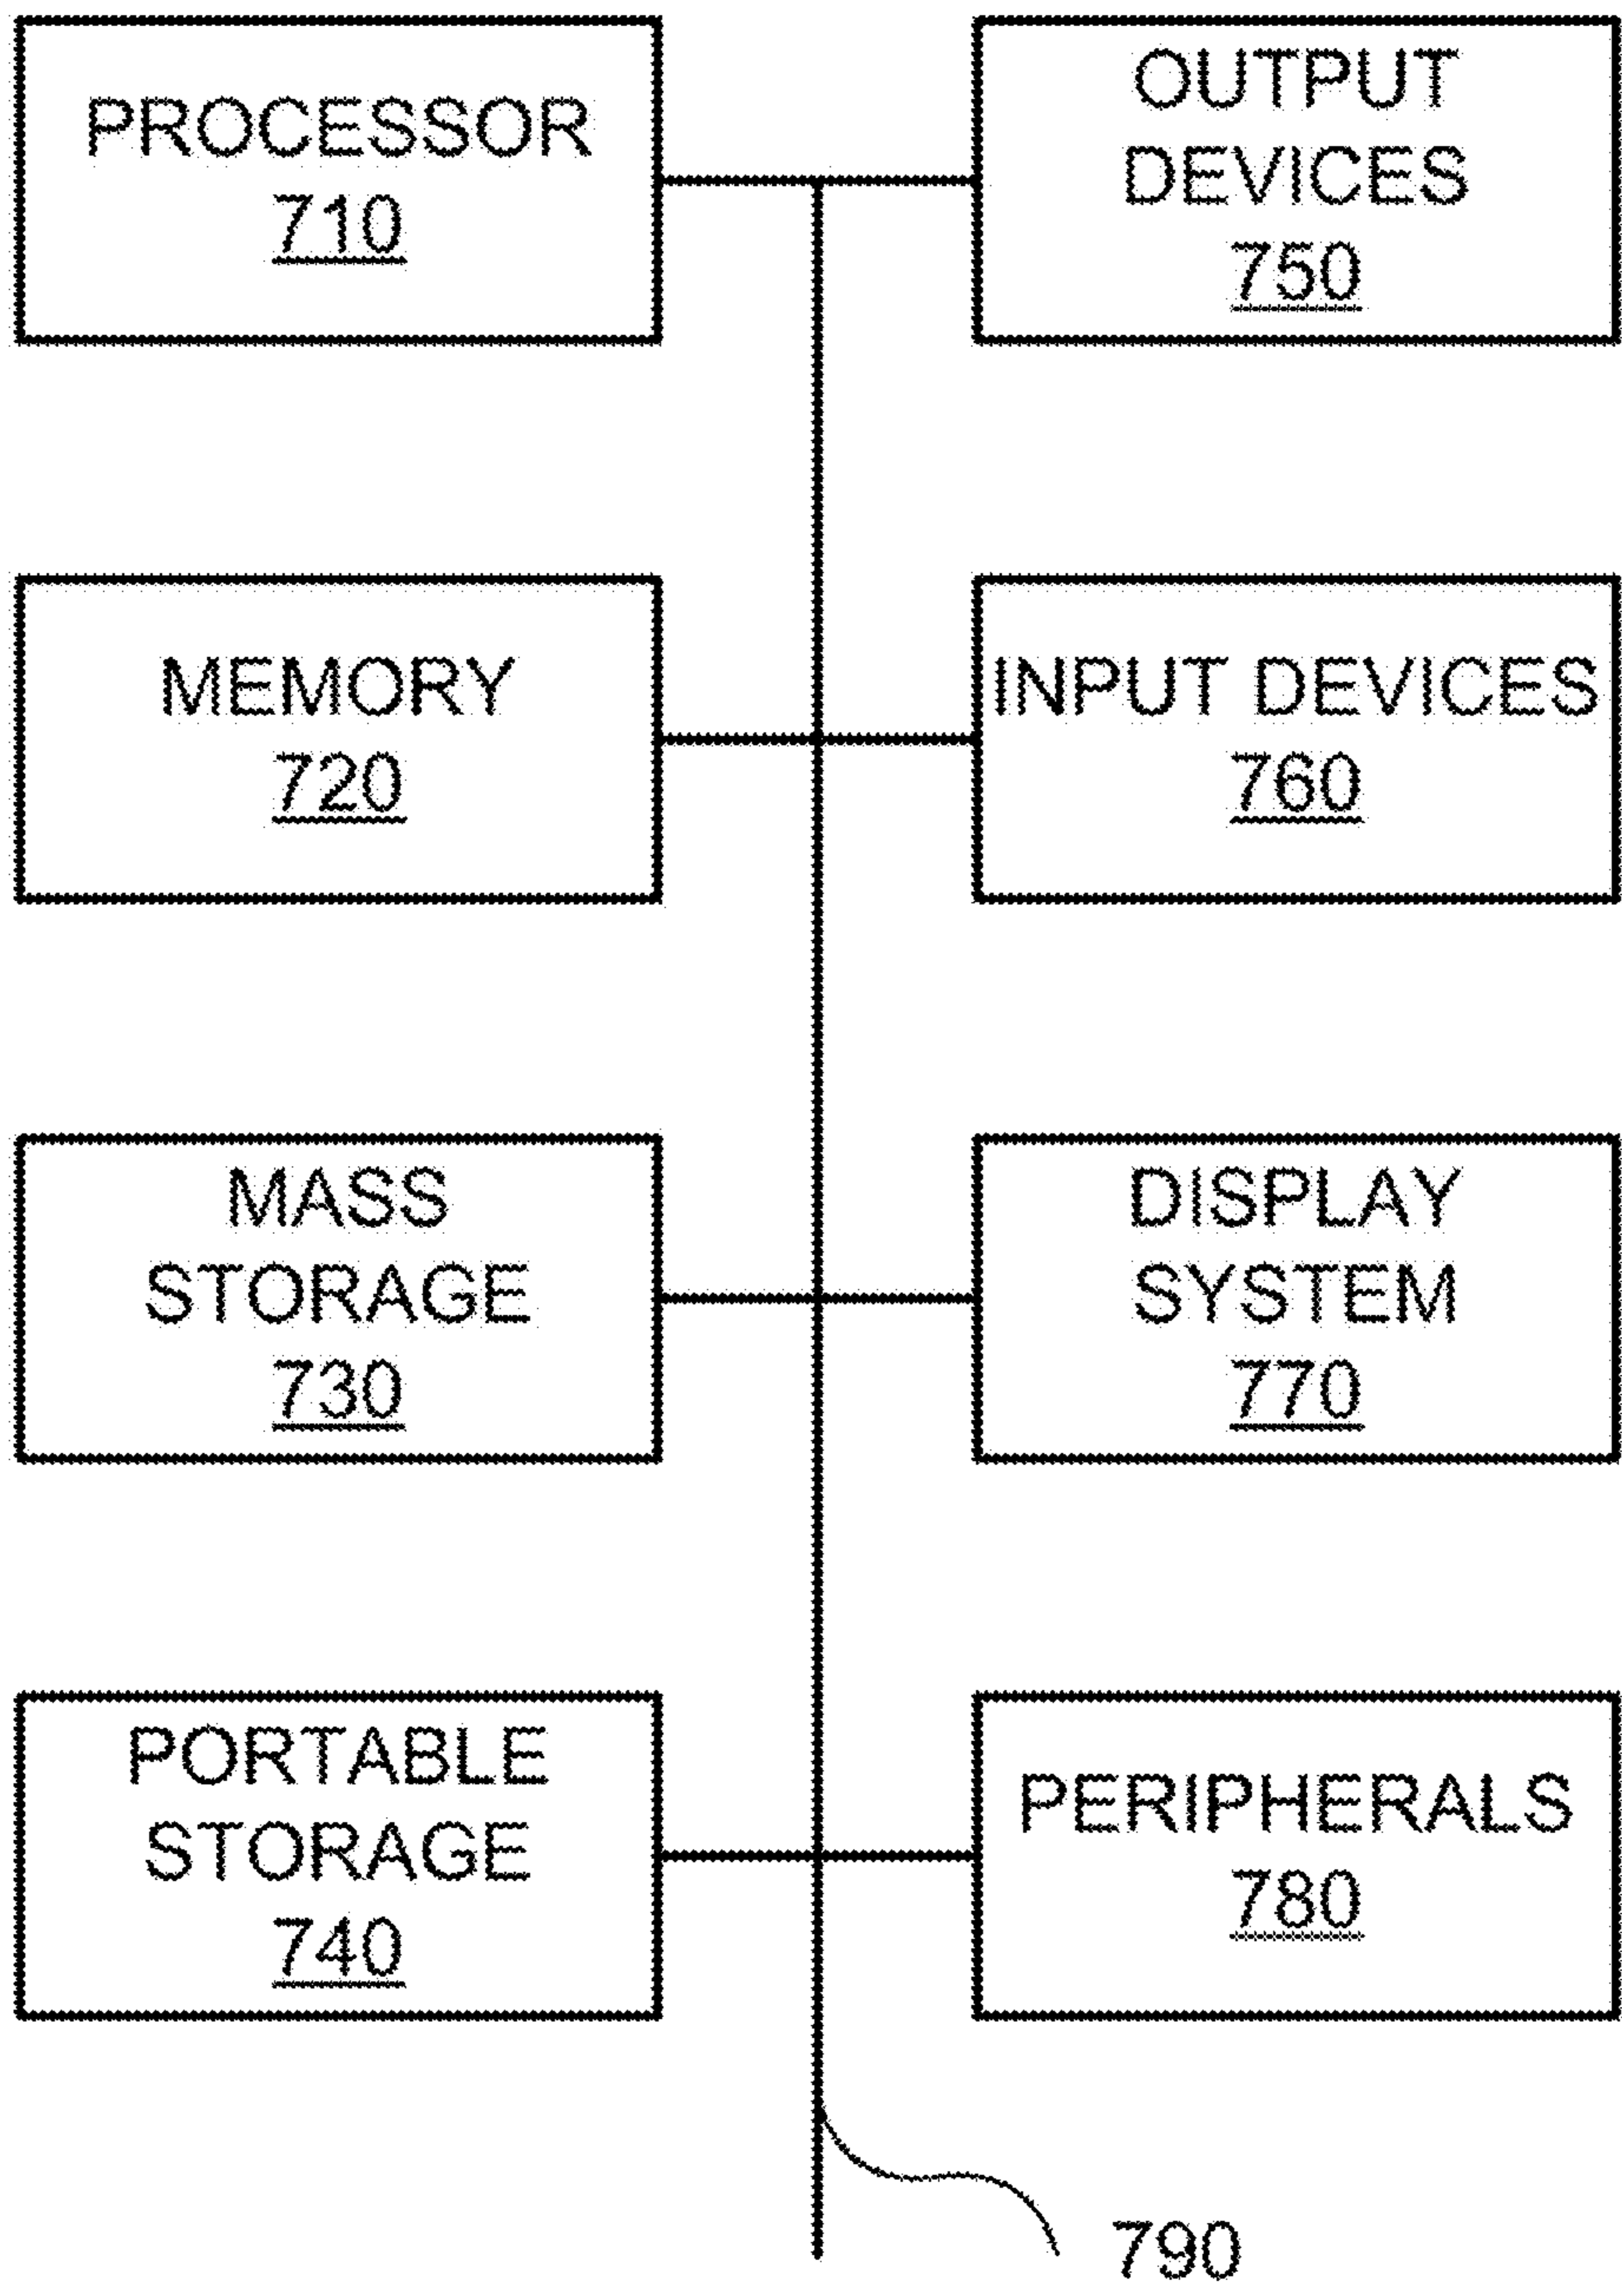 PROCESSOR
710
OUTPUT
DEVICES
750
MEMORY
720
INPUT DEVICES
760
MASS
STORAGE
730
DISPLAY
SYSTEM
770
PORTABLE
STORAGE
740
PERIPHERALS
780
790